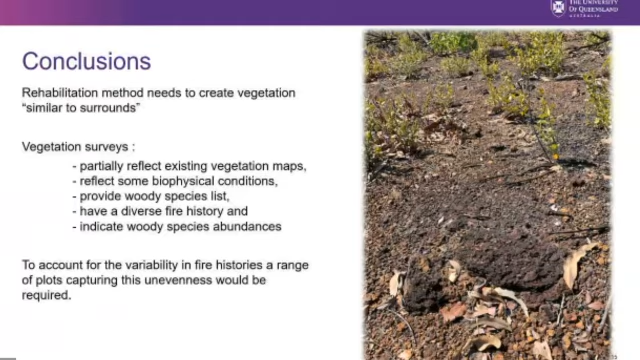 THE UNIVERSITY
OF QUEENSLAND
AUSTRALIA
Conclusions
Rehabilitation method needs to create vegetation
“similar to surrounds”
Vegetation surveys :
- partially reflect existing vegetation maps,
- reflect some biophysical conditions,
- provide woody species list,
- have a diverse fire history and
- indicate woody species abundances
To account for the variability in fire histories a range
of plots capturing this unevenness would be
required.